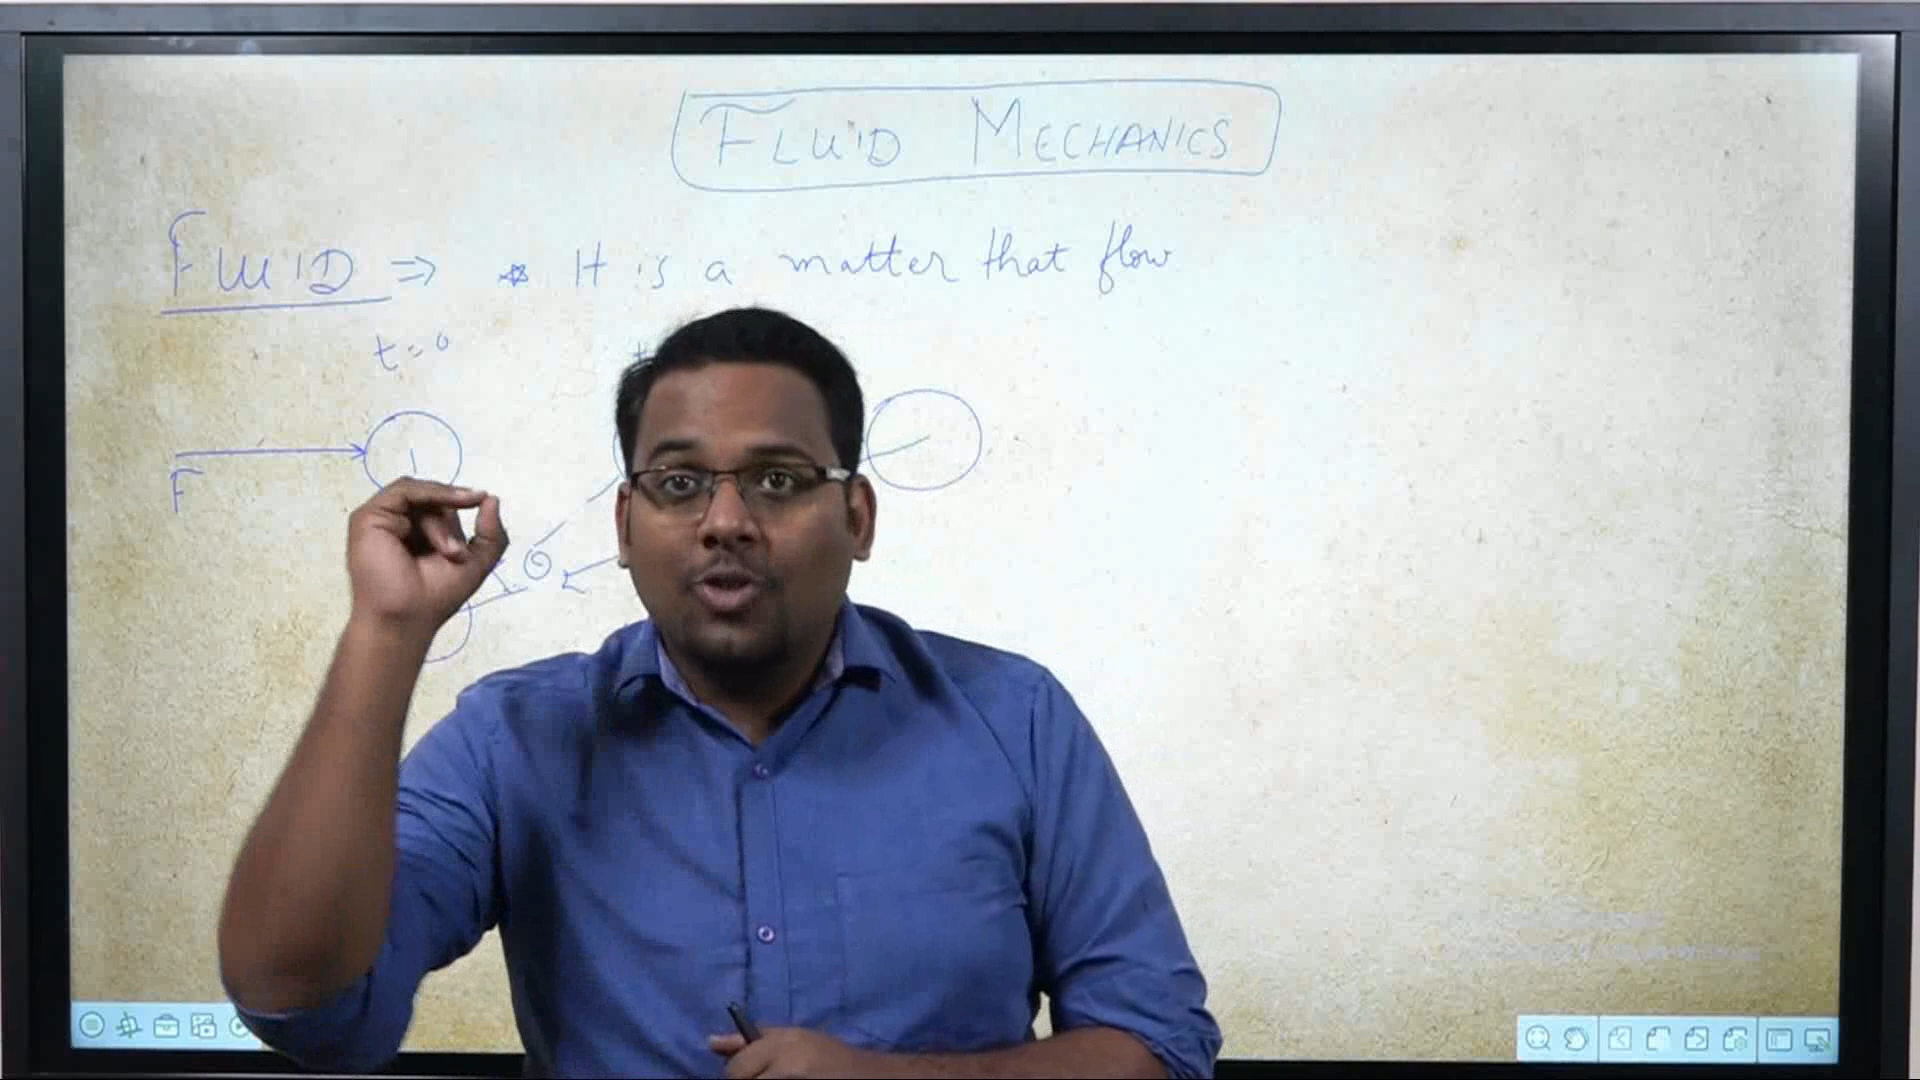 FLUID MECHANICS
FLUID ⇒ * It is a matter that flow
t=0
F
θ